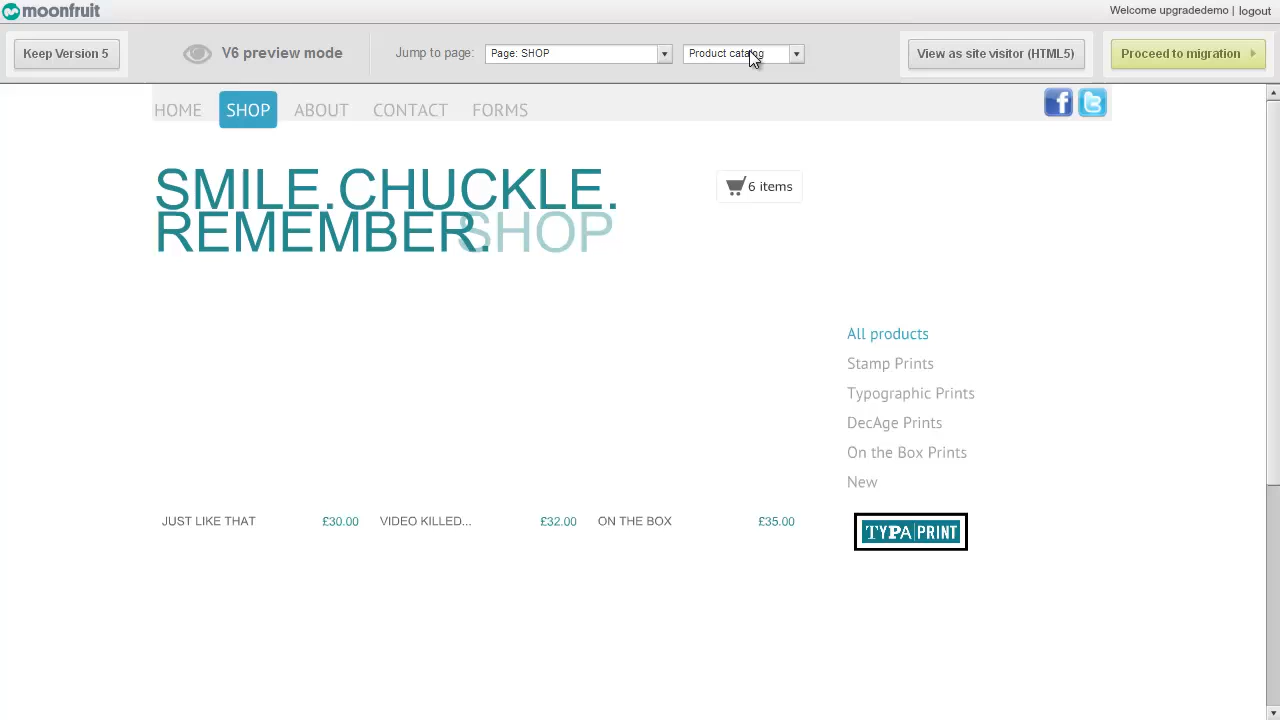 moonfruit
Welcome upgradedemo | logout
Keep Version 5
V6 preview mode
Jump to page:
Page: SHOP
Product catalog
View as site visitor (HTML5)
Proceed to migration
HOME
SHOP
ABOUT
CONTACT
FORMS
SMILE.CHUCKLE.
REMEMBER.
SHOP
6 items
All products
Stamp Prints
Typographic Prints
DecAge Prints
On the Box Prints
New
JUST LIKE THAT
£30.00
VIDEO KILLED...
£32.00
ON THE BOX
£35.00
TYPA|PRINT